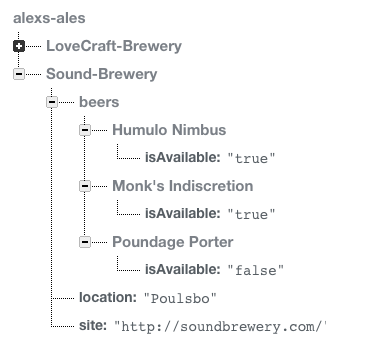 alexs-ales
LoveCraft-Brewery
Sound-Brewery
beers
Humulo Nimbus
isAvailable: "true"
Monk's Indiscretion
isAvailable: "true"
Poundage Porter
isAvailable: "false"
location: "Poulsbo"
site: "http://soundbrewery.com/'